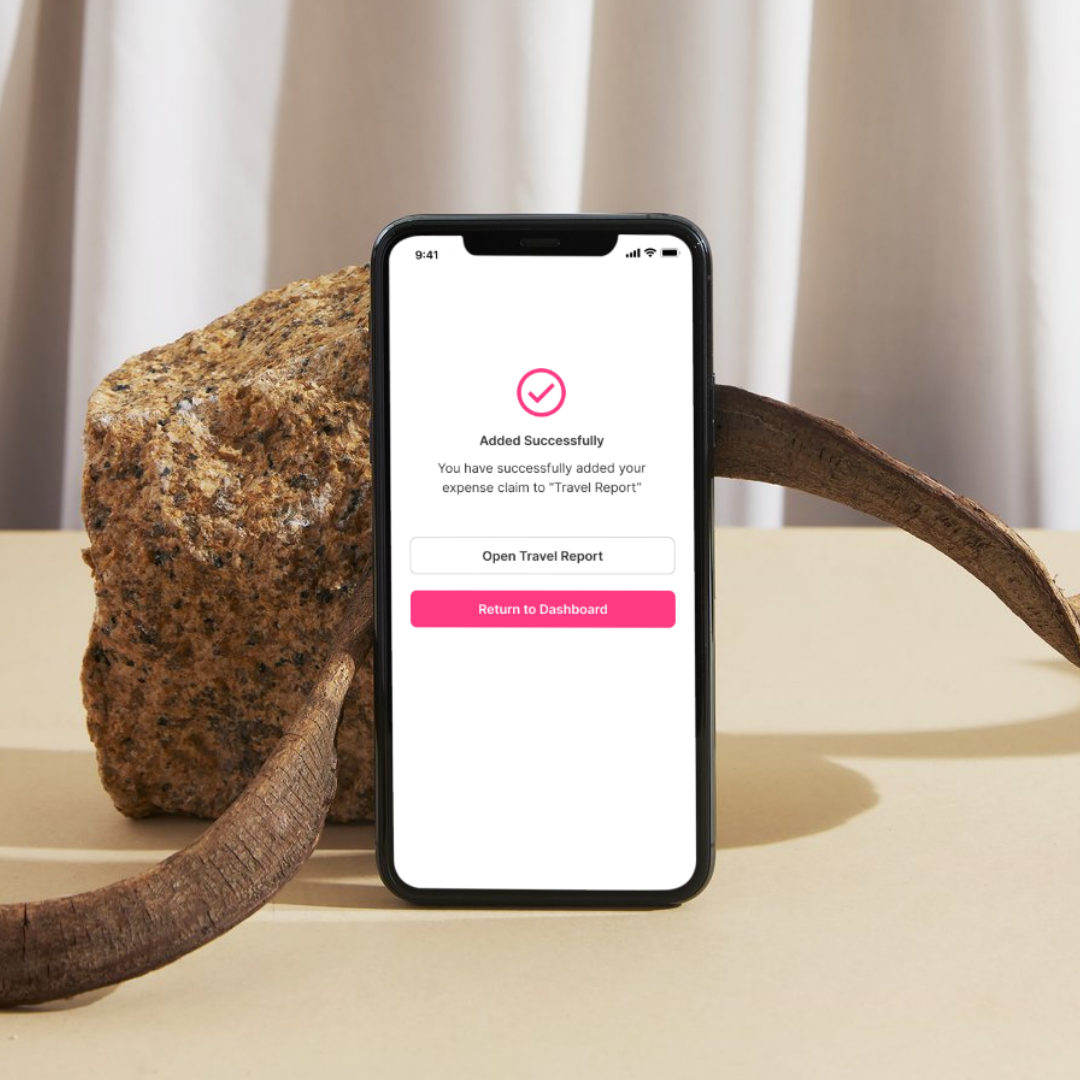 9:41
Added Successfully
You have successfully added your
expense claim to "Travel Report"
Open Travel Report
Return to Dashboard